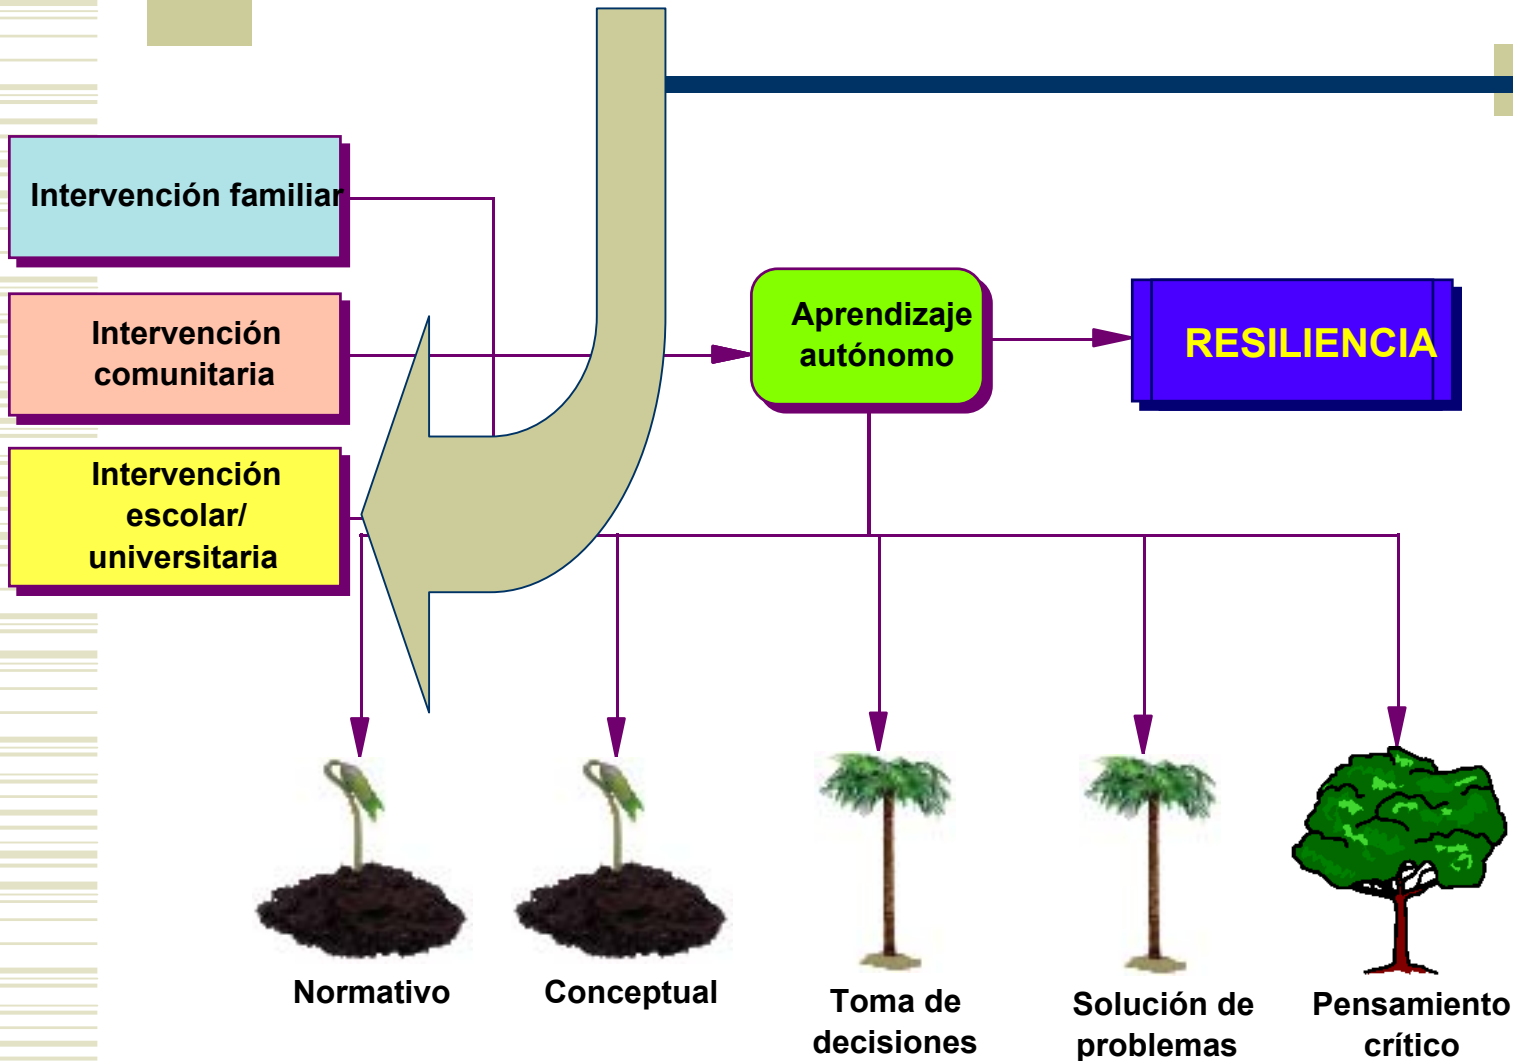 Intervención familiar
Intervención
comunitaria
Intervención
escolar/
universitaria
Aprendizaje
autónomo
RESILIENCIA
Normativo
Conceptual
Toma de
decisiones
Solución de
problemas
Pensamiento
crítico